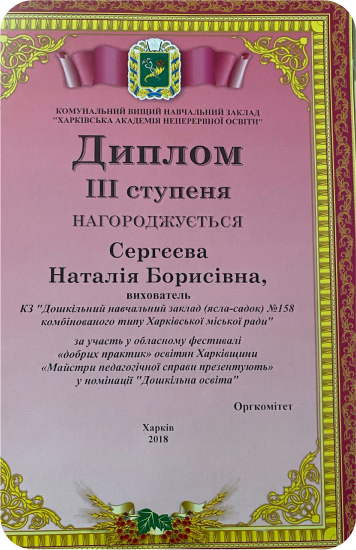 КОМУНАЛЬНИЙ ВИЩИЙ НАВЧАЛЬНИЙ ЗАКЛАД
"ХАРКІВСЬКА АКАДЕМІЯ НЕПЕРЕРВНОЇ ОСВІТИ"
Диплом
ІІІ ступеня
НАГОРОДЖУЄТЬСЯ
Сергеєва
Наталія Борисівна,
вихователь
КЗ "Дошкільний навчальний заклад (ясла-садок) №158
комбінованого типу Харківської міської ради"
за участь у обласному фестивалі
«добрих практик» освітян Харківщини
«Майстри педагогічної справи презентують»
у номінації "Дошкільна освіта"
Оргкомітет
Харків
2018